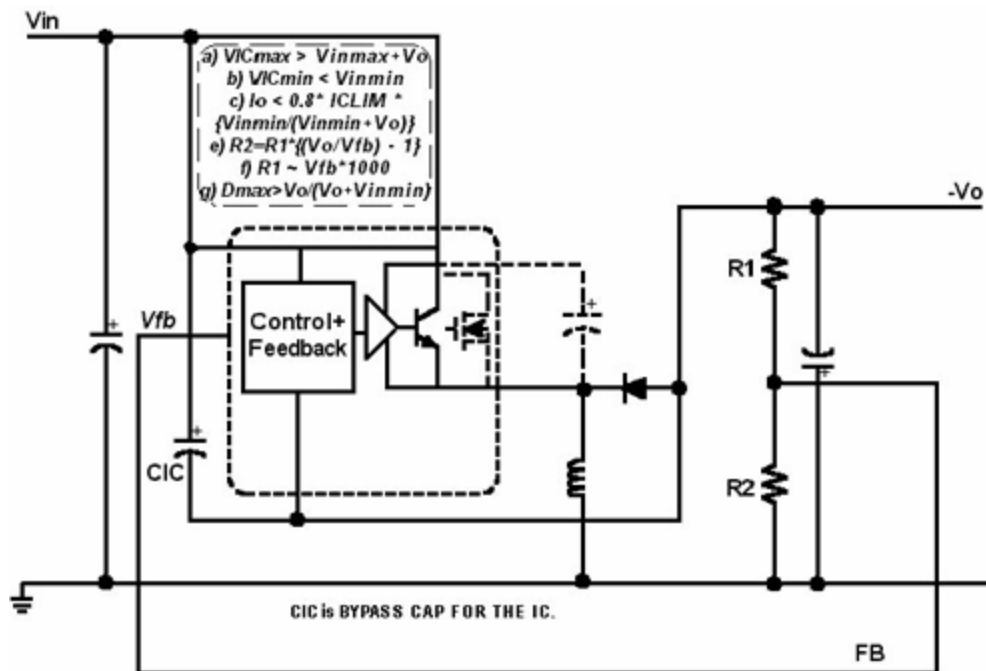 Vin
a) VICmax > Vinmax+Vo
b) VICmin < Vinmin
c) Io < 0.8* ICLIM *
{Vinmin/(Vinmin+Vo)}
e) R2=R1*{(Vo/Vfb) - 1}
f) R1 ~ Vfb*1000
g) Dmax>Vo/(Vo+Vinmin)
-Vo
R1
+
Vfb
Control+
Feedback
+
+
+
CIC
R2
CIC is BYPASS CAP FOR THE IC.
FB